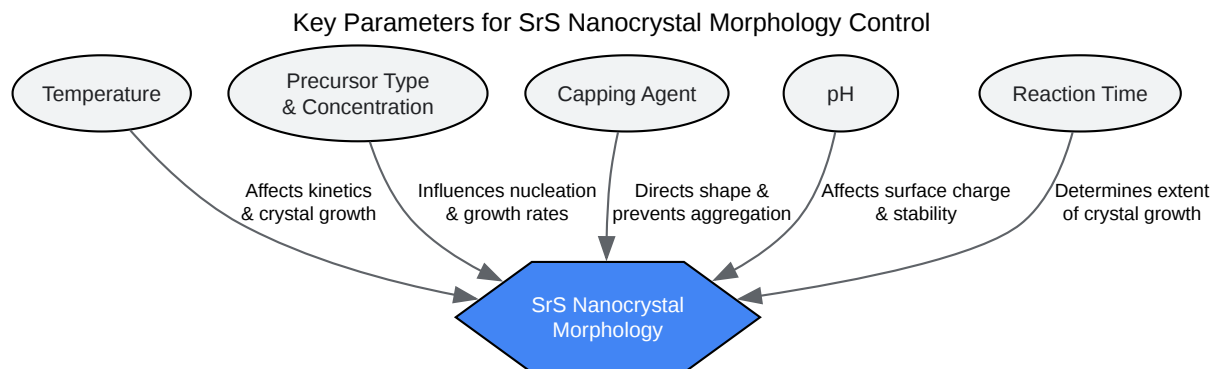 Key Parameters for SrS Nanocrystal Morphology Control
Temperature
Precursor Type
& Concentration
Capping Agent
pH
Reaction Time
Affects kinetics
& crystal growth
Influences nucleation
& growth rates
Directs shape &
prevents aggregation
Affects surface charge
& stability
Determines extent
of crystal growth
SrS Nanocrystal
Morphology